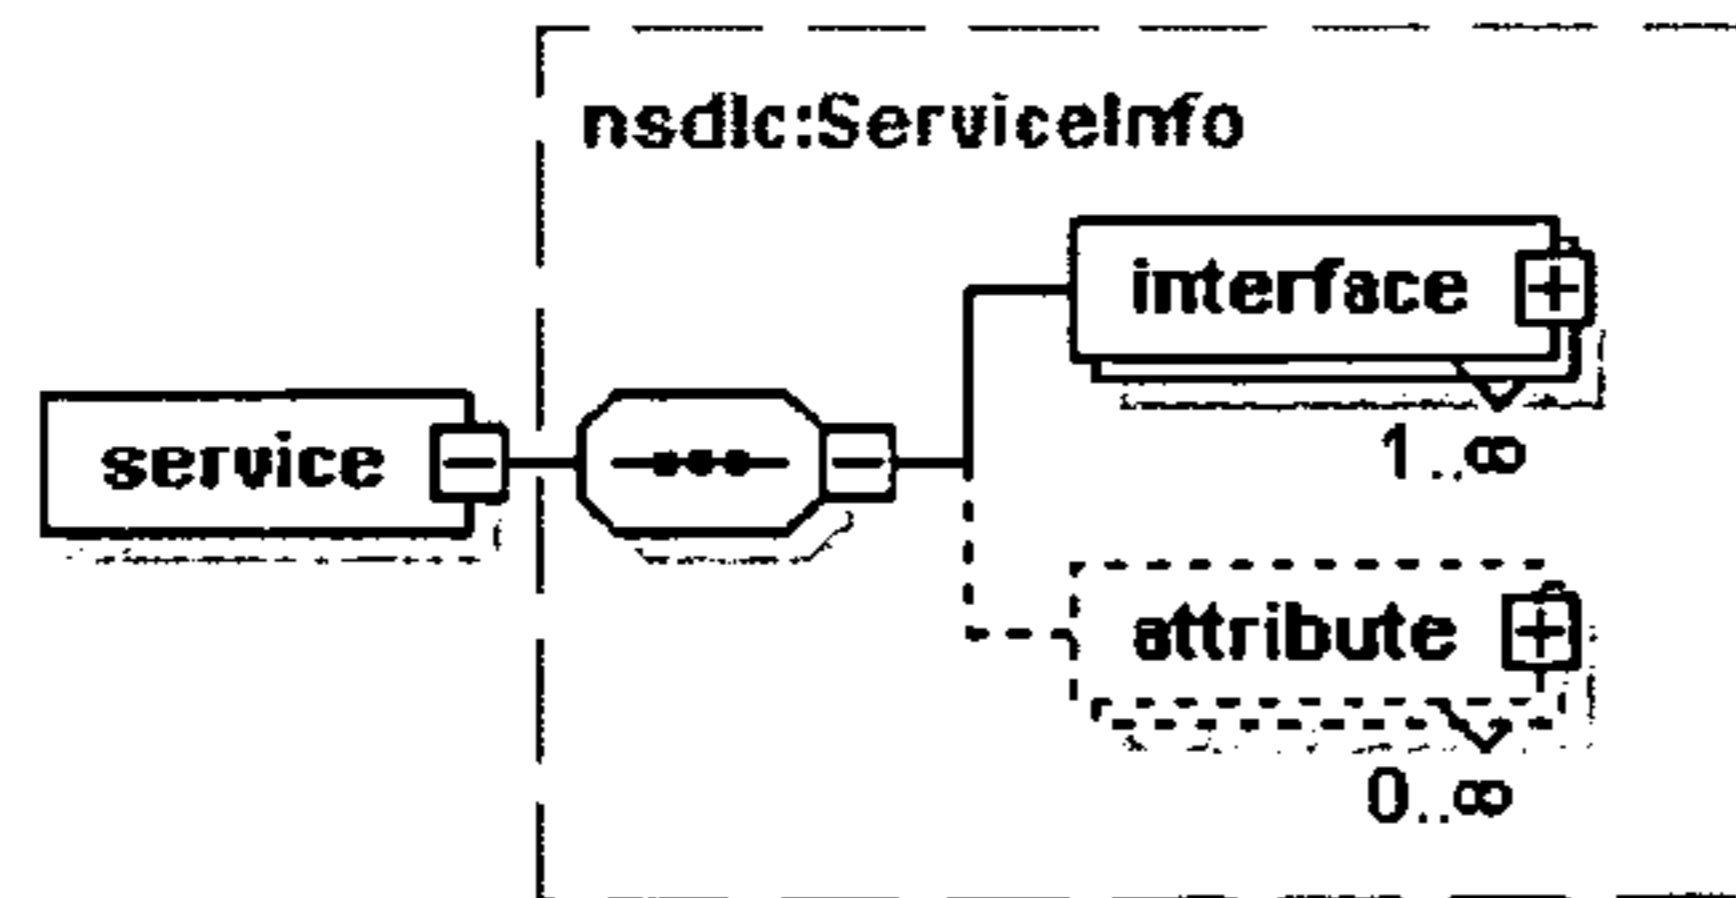 nsdlc:ServiceInfo
interface
1..∞
service
attribute
0..∞